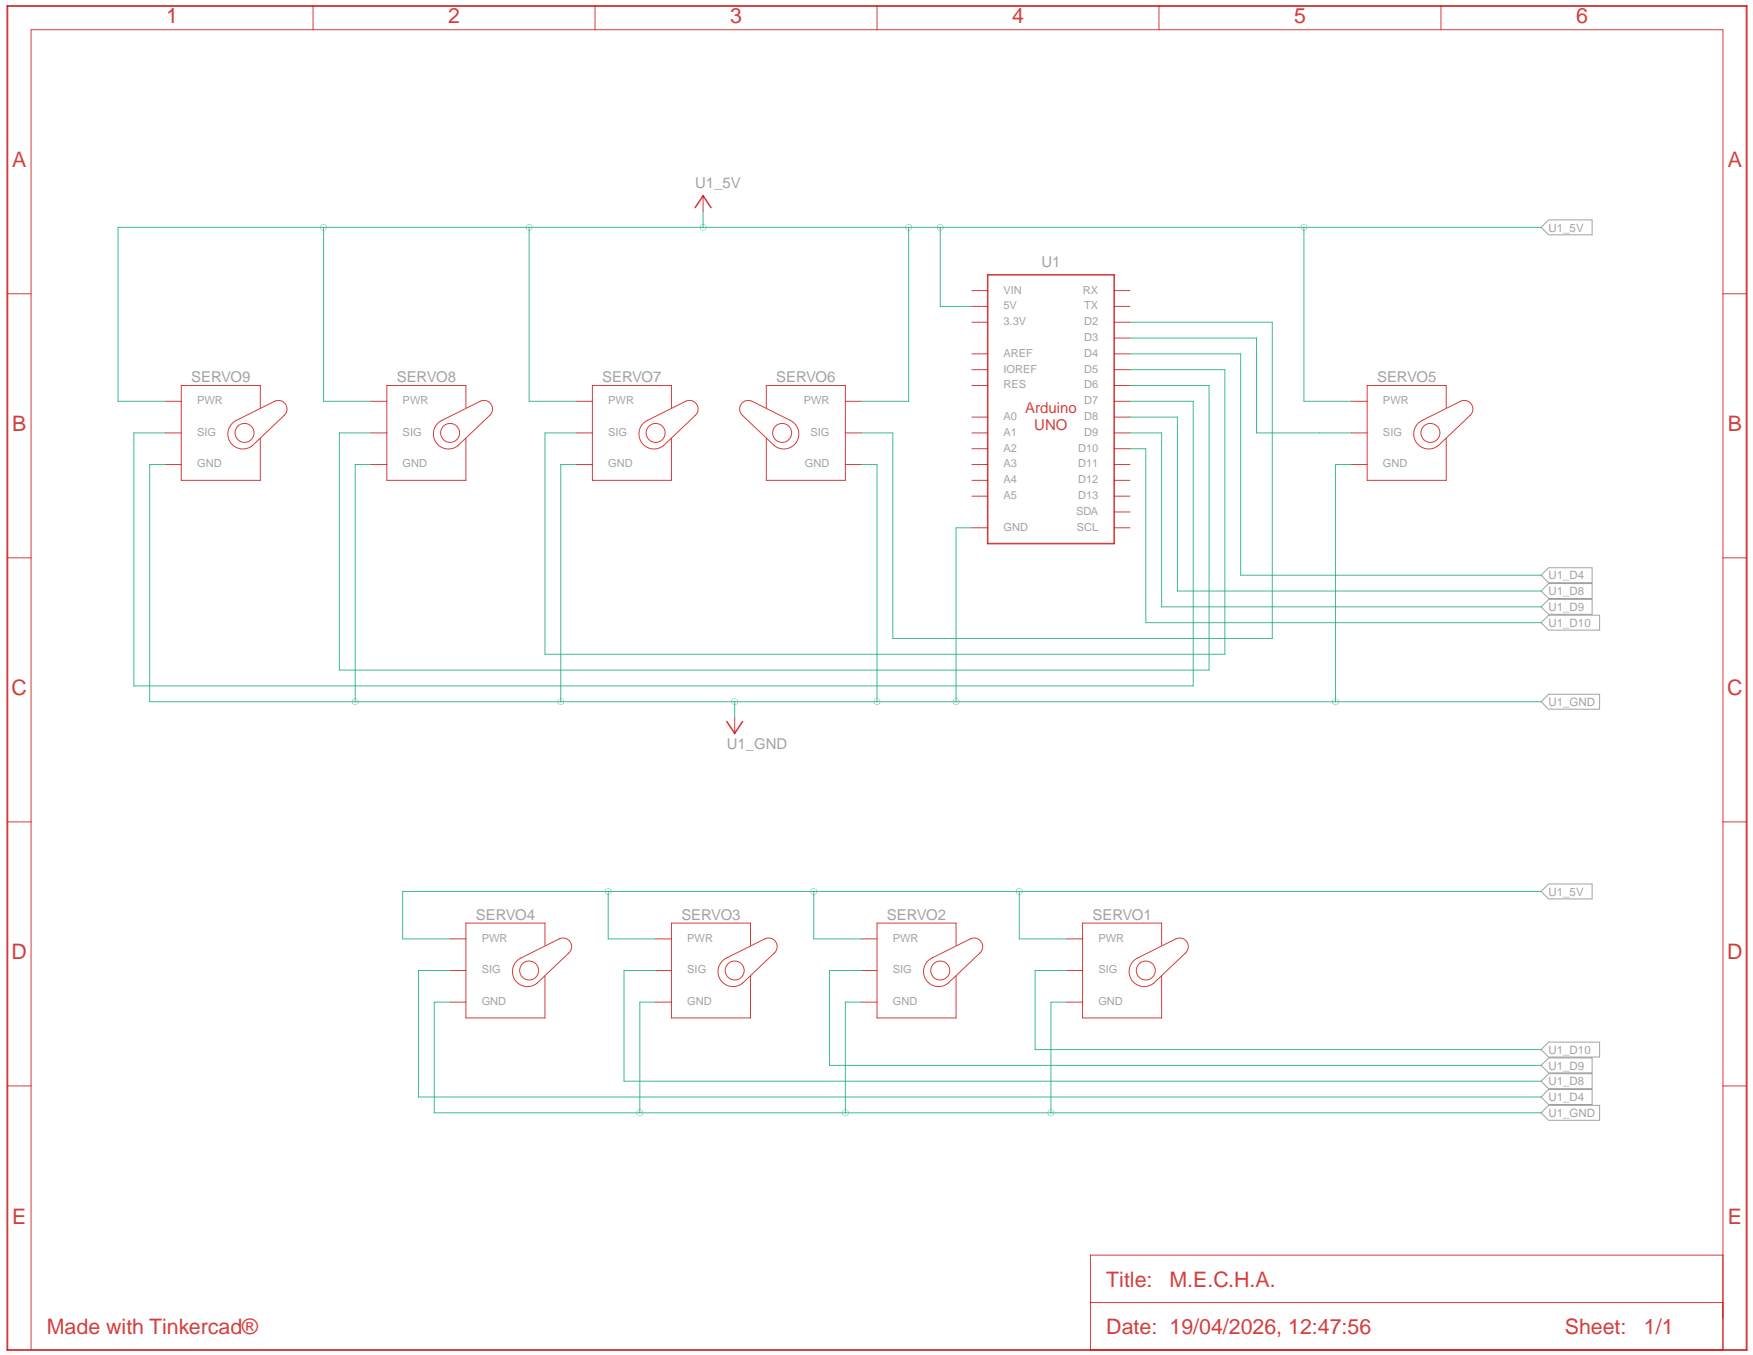 1 2 3 4 5 6
A A
U1_5V
U1_5V
U1
VIN RX
5V TX
3.3V D2
D3
AREF D4
IOREF D5
RES D6
D7
Arduino
UNO
A0 D8
A1 D9
A2 D10
A3 D11
A4 D12
A5 D13
SDA
GND SCL
SERVO9 SERVO8 SERVO7 SERVO6 SERVO5
PWR PWR PWR PWR PWR
B B
SIG SIG SIG SIG SIG
GND GND GND GND GND
U1_D4
U1_D8
U1_D9
U1_D10
C C
U1_GND
U1_GND
U1_5V
SERVO4 SERVO3 SERVO2 SERVO1
PWR PWR PWR PWR
D D
SIG SIG SIG SIG
GND GND GND GND
U1_D10
U1_D9
U1_D8
U1_D4
U1_GND
E E
Title: M.E.C.H.A.
Made with Tinkercad®
Date: 19/04/2026, 12:47:56 Sheet: 1/1